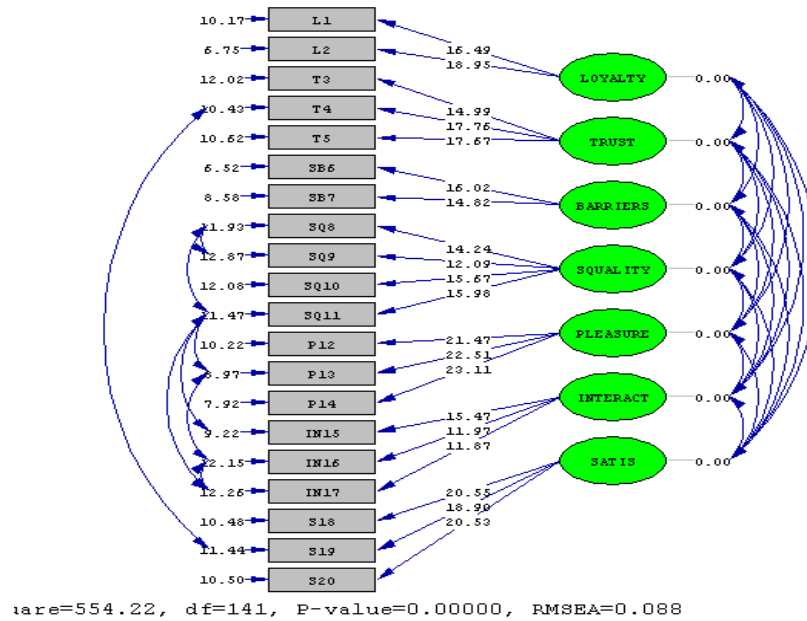 10.17 L1
16.49
6.75 L2
18.95
LOYALTY 0.00
12.02 T3
10.43 T4
14.99
17.76
17.67
10.62 T5
TRUST 0.00
6.52 SB6
16.02
8.58 SB7
14.82
BARRIERS 0.00
11.93 SQ8
14.24
12.87 SQ9
12.09
15.67
15.98
SQUALITY 0.00
12.08 SQ10
11.47 SQ11
PLEASURE 0.00
10.22 P12
21.47
22.51
23.11
8.97 P13
7.92 P14
INTERACT 0.00
9.22 IN15
15.47
11.97
11.87
12.15 IN16
SATIS 0.00
12.26 IN17
20.55
18.90
20.53
10.48 S18
11.44 S19
10.50 S20
are=554.22, df=141, P-value=0.00000, RMSEA=0.088